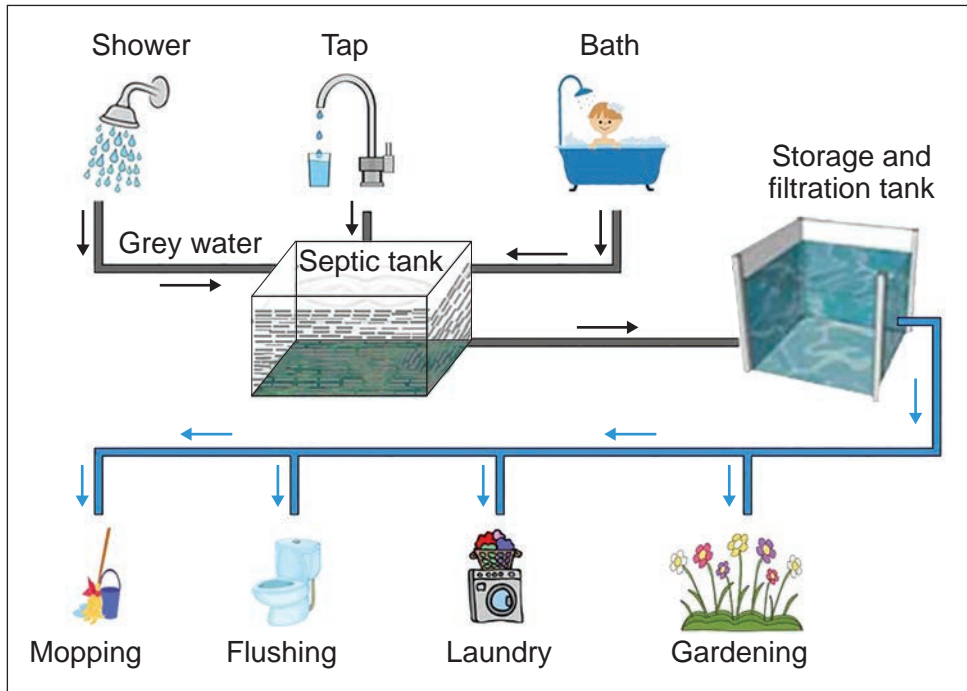 Shower
Tap
Bath
Storage and
filtration tank
Grey water
Septic tank
Mopping
Flushing
Laundry
Gardening